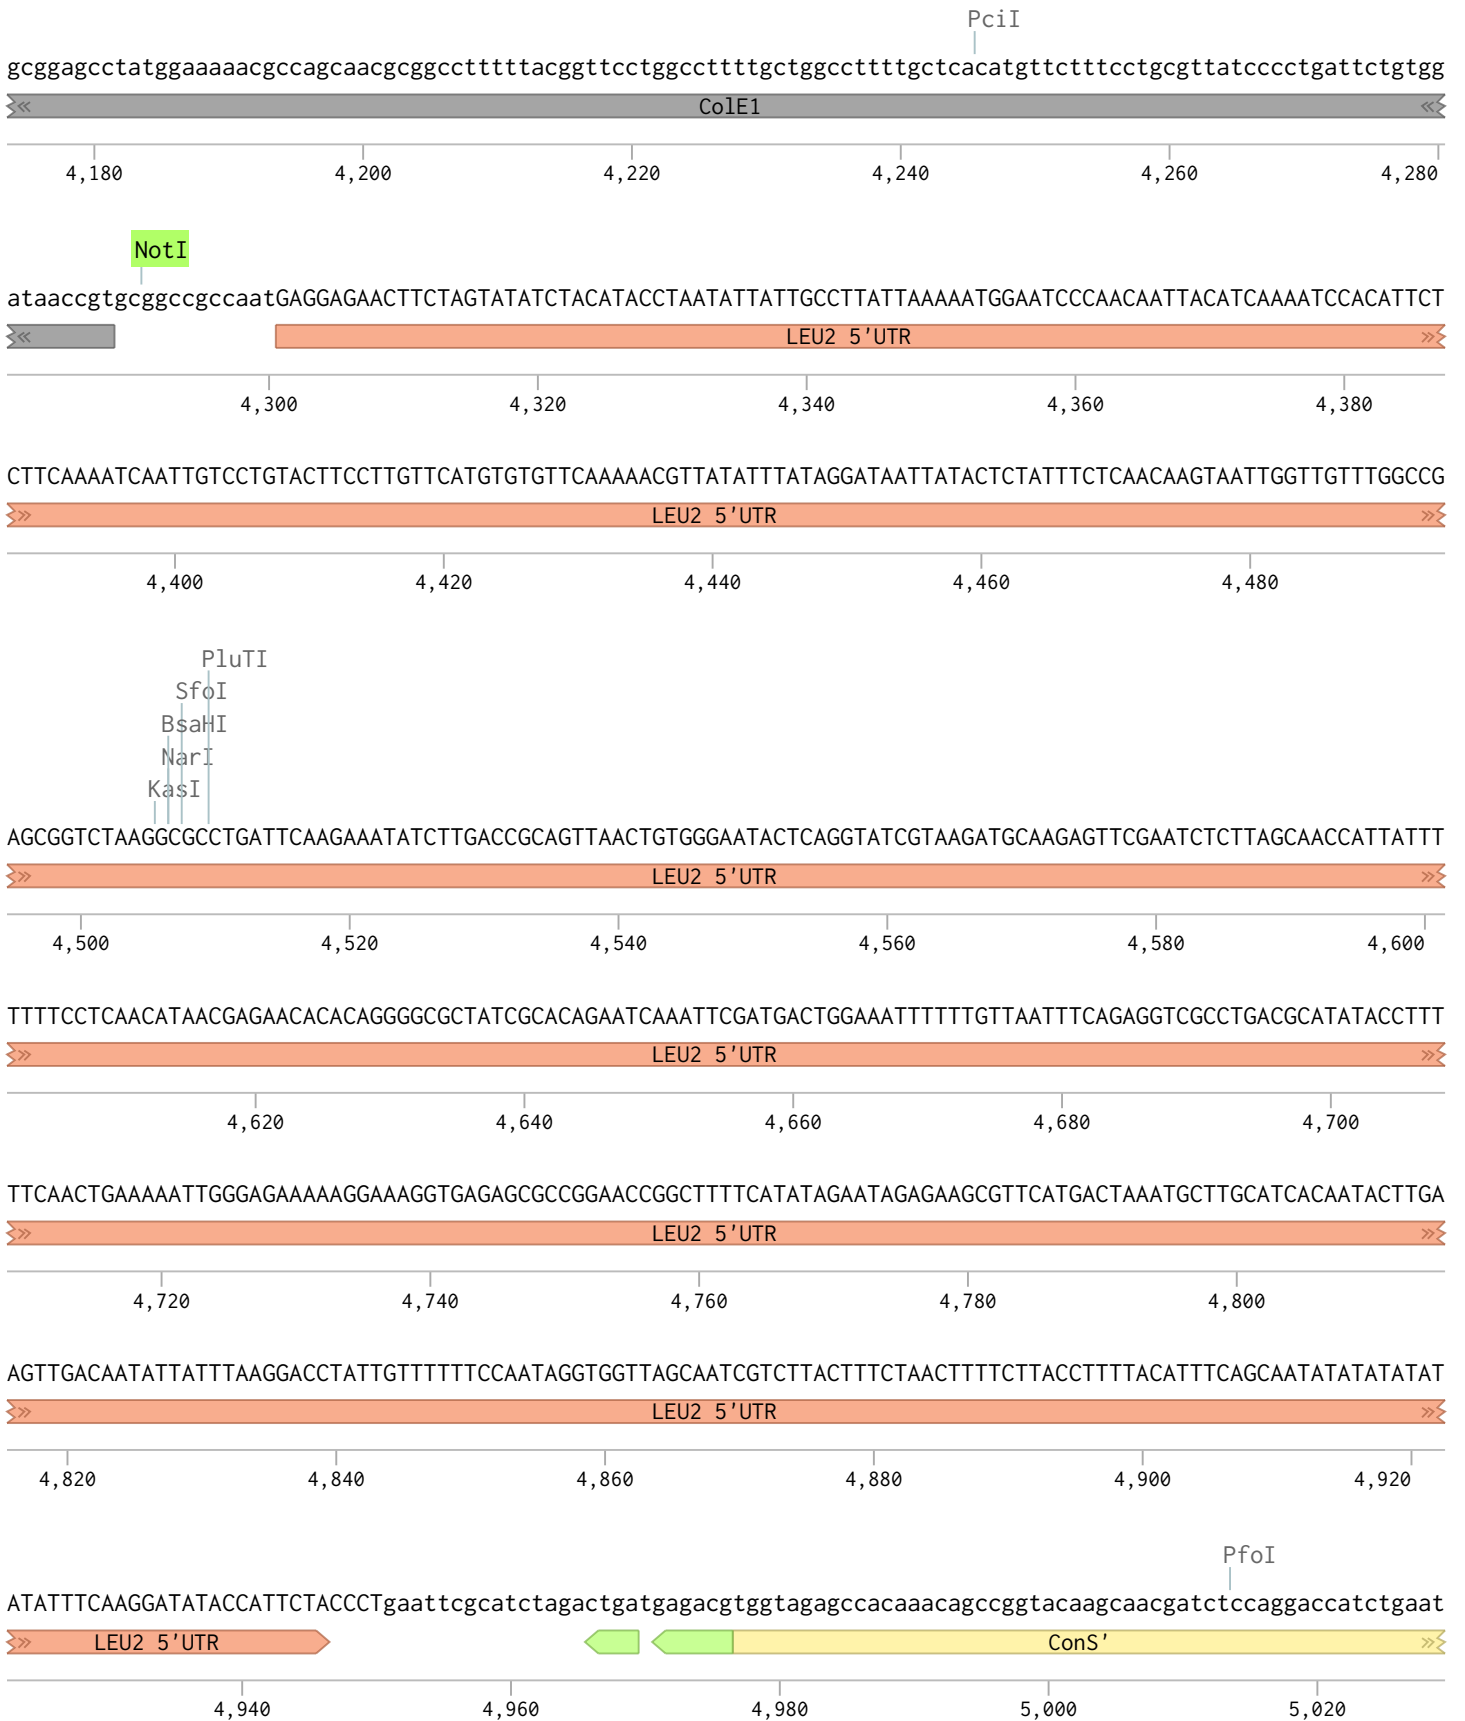 PciI
gcggagcctatggaaaaacgccagcaacgcggcctttttacggttcctggccttttgctggccttttgctcacatgttctttcctgcgttatcccctgattctgtgg
ColE1
4,180 4,200 4,220 4,240 4,260 4,280
NotI
ataaccgtgcggccgccaatGAGGAGAACTTCTAGTATATCTACATACCTAATATTATTGCCTTATTAAAAATGGAATCCCAACAATTACATCAAAATCCACATTCT
LEU2 5'UTR
4,300 4,320 4,340 4,360 4,380
CTTCAAAATCAATTGTCCTGTACTTCCTTGTTCATGTGTGTTCAAAAACGTTATATTTATAGGATAATTATACTCTATTTCTCAACAAGTAATTGGTTGTTTGGCCG
LEU2 5'UTR
4,400 4,420 4,440 4,460 4,480
PluTI
SfoI
BsaHI
NarI
KasI
AGCGGTCTAAGGCGCCTGATTCAAGAAATATCTTGACCGCAGTTAACTGTGGGAATACTCAGGTATCGTAAGATGCAAGAGTTCGAATCTCTTAGCAACCATTATTT
LEU2 5'UTR
4,500 4,520 4,540 4,560 4,580 4,600
TTTTCCTCAACATAACGAGAACACACAGGGGCGCTATCGCACAGAATCAAATTCGATGACTGGAAATTTTTTGTTAATTTCAGAGGTCGCCTGACGCATATACCTTT
LEU2 5'UTR
4,620 4,640 4,660 4,680 4,700
TTCAACTGAAAAATTGGGAGAAAAAGGAAAGGTGAGAGCGCCGGAACCGGCTTTTCATATAGAATAGAGAAGCGTTCATGACTAAATGCTTGCATCACAATACTTGA
LEU2 5'UTR
4,720 4,740 4,760 4,780 4,800
AGTTGACAATATTATTTAAGGACCTATTGTTTTTTCCAATAGGTGGTTAGCAATCGTCTTACTTTCTAACTTTTCTTACCTTTTACATTTCAGCAATATATATATAT
LEU2 5'UTR
4,820 4,840 4,860 4,880 4,900 4,920
PfoI
ATATTTCAAGGATATACCATTCTACCCTgaattcgcatctagactgatgagacgtggtagagccacaaacagccggtacaagcaacgatctccaggaccatctgaat
LEU2 5'UTR ConS'
4,940 4,960 4,980 5,000 5,020